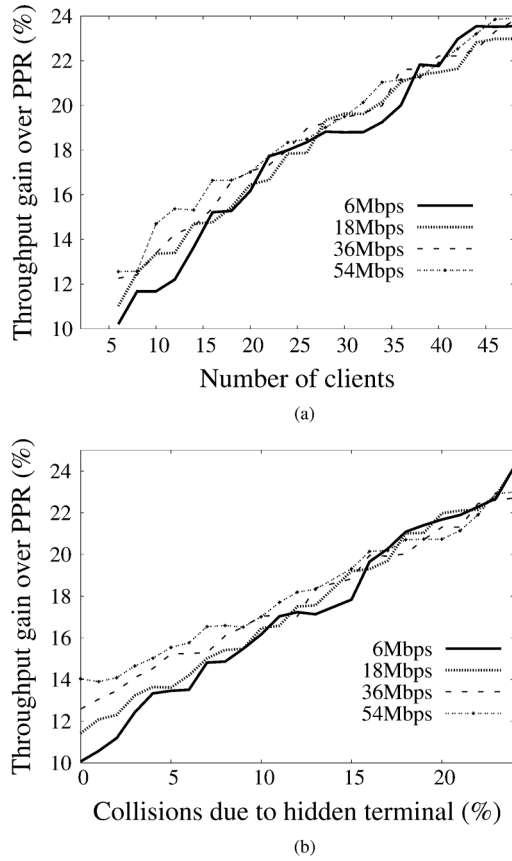 Throughput gain over PPR (%)
24
22
20
18
16
14
12
10
6Mbps
18Mbps
36Mbps
54Mbps
5 10 15 20 25 30 35 40 45
Number of clients
(a)
Throughput gain over PPR (%)
24
22
20
18
16
14
12
10
6Mbps
18Mbps
36Mbps
54Mbps
0 5 10 15 20
Collisions due to hidden terminal (%)
(b)